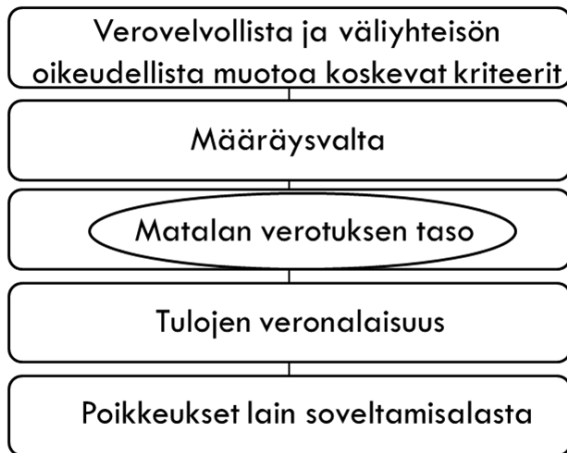 Verovelvollista ja väliyhteisön
oikeudellista muotoa koskevat kriteerit
Määräysvalta
Matalan verotuksen taso
Tulojen veronalaisuus
Poikkeukset lain soveltamisalasta